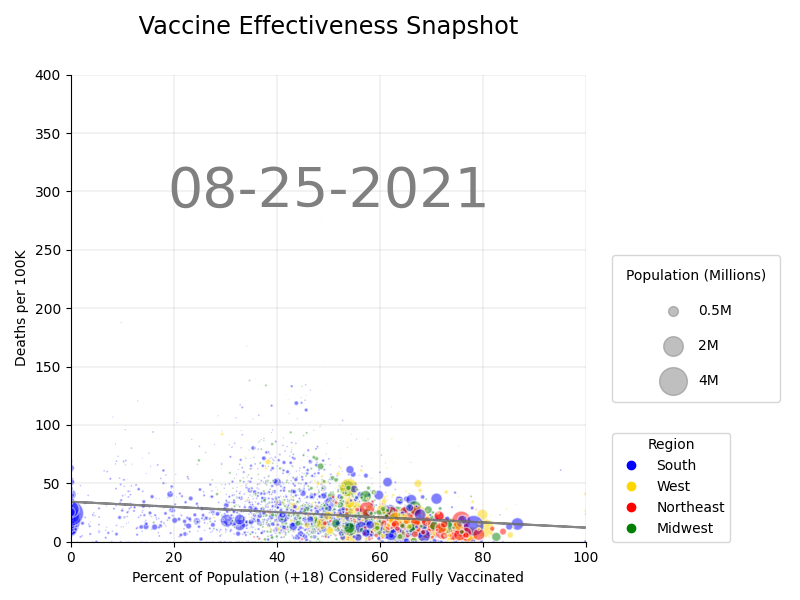 Vaccine Effectiveness Snapshot
400
350
300
250
200
150
100
50
0
Deaths per 100K
08-25-2021
0 20 40 60 80 100
Percent of Population (+18) Considered Fully Vaccinated
Population (Millions)
0.5M
2M
4M
Region
South
West
Northeast
Midwest